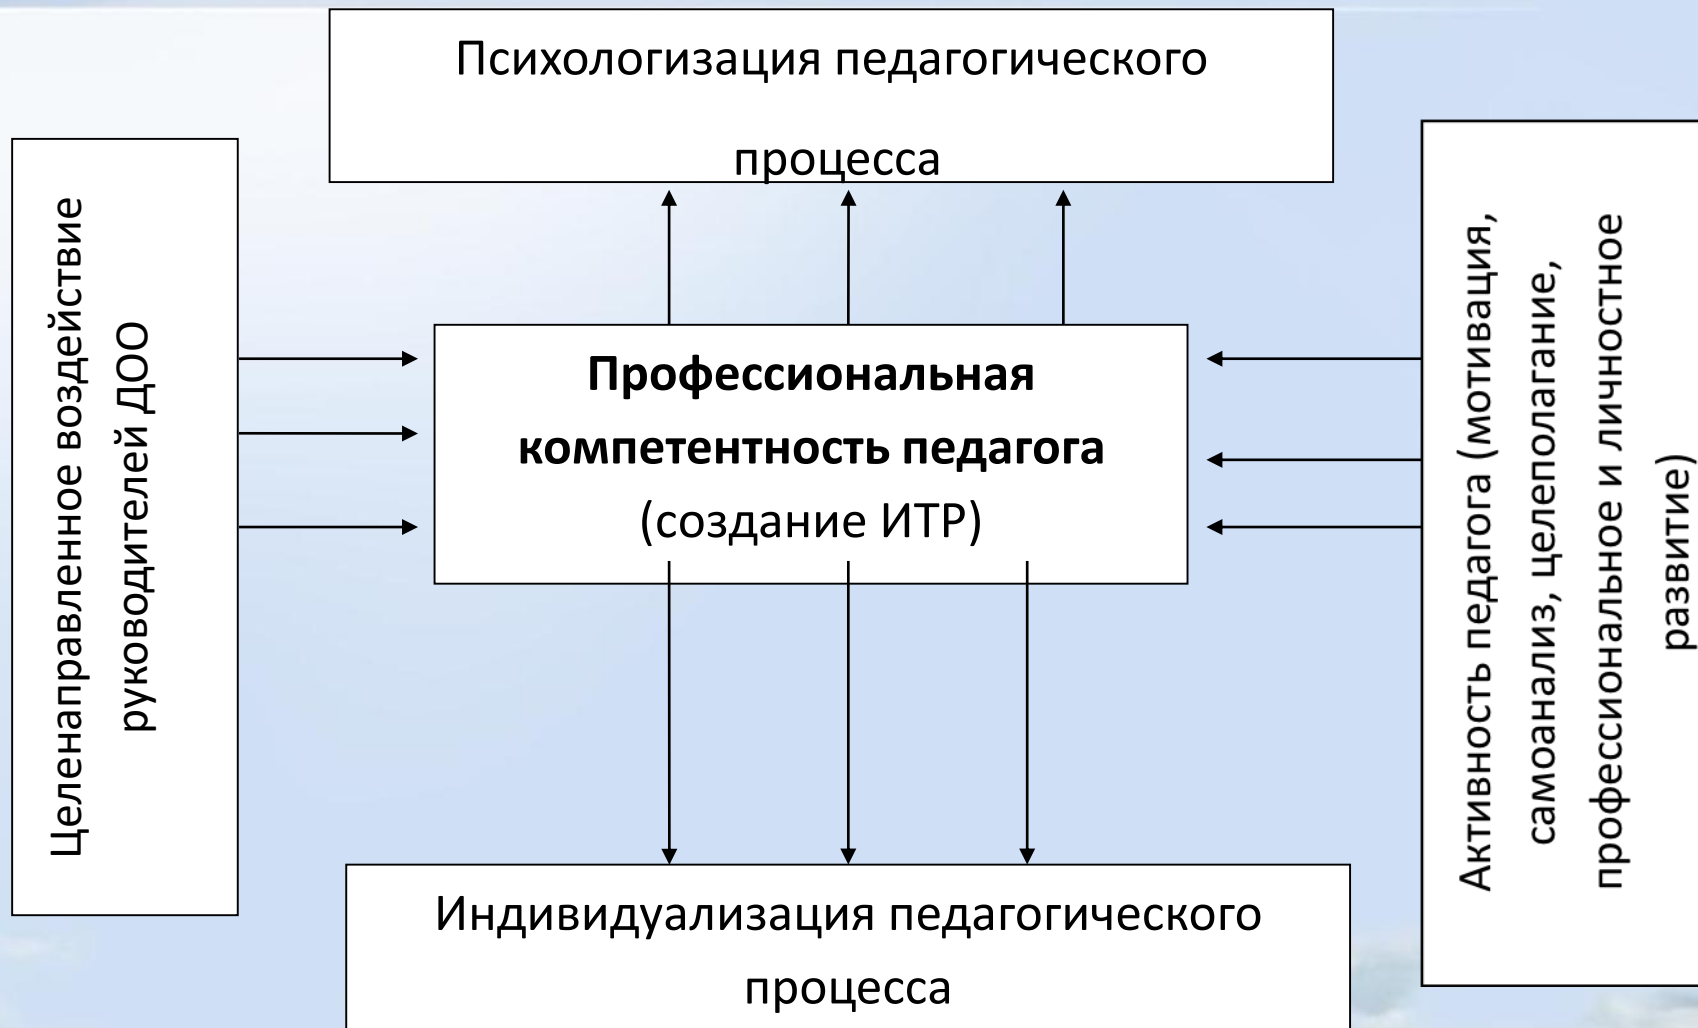 Психологизация педагогического
процесса
Целенаправленное воздействие
руководителей ДОО
Профессиональная
компетентность педагога
(создание ИТР)
Активность педагога (мотивация,
самоанализ, целеполагание,
профессиональное и личностное
развитие)
Индивидуализация педагогического
процесса